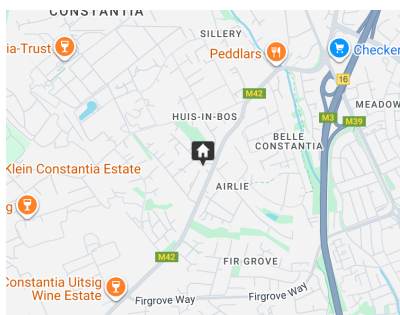 CONSTANTIA
SILLERY
ia-Trust
Peddlars
Checker
16
M42
MEADOW
HUIS-IN-BOS
M3
M39
BELLE
CONSTANTIA
Klein Constantia Estate
AIRLIE
g
M42
FIR GROVE
Constantia Uitsig
Wine Estate
Firgrove Way
Firgrove Way